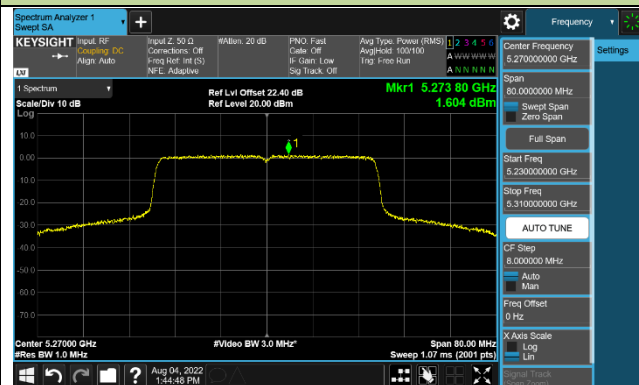 Spectrum Analyzer 1
Swept SA
Frequency
KEYSIGHT
LXI
Input: RF
Coupling: DC
Align: Auto
Input Z: 50 Ω
Corrections: Off
Freq Ref: Int (S)
NFE: Adaptive
#Atten: 20 dB
PNO: Fast
Gate: Off
IF Gain: Low
Sig Track: Off
Avg Type: Power (RMS)
Avg|Hold: 100/100
Trig: Free Run
1 2 3 4 5 6
A W W W W W
A N N N N N
1 Spectrum
Scale/Div 10 dB
Log
Ref Lvl Offset 22.40 dB
Ref Level 20.00 dBm
Mkr1 5.273 80 GHz
1.604 dBm
1
10.0
0.00
10.0
20.0
30.0
40.0
50.0
60.0
70.0
Center 5.27000 GHz
#Res BW 1.0 MHz
#Video BW 3.0 MHz*
Span 80.00 MHz
Sweep 1.07 ms (2001 pts)
Aug 04, 2022
1:44:48 PM
Center Frequency
5.27000000 GHz
Settings
Span
80.0000000 MHz
Swept Span
Zero Span
Full Span
Start Freq
5.23000000 GHz
Stop Freq
5.31000000 GHz
AUTO TUNE
CF Step
8.000000 MHz
Auto
Man
Freq Offset
0 Hz
X Axis Scale
Log
Lin
Signal Track
(Span Zoom)